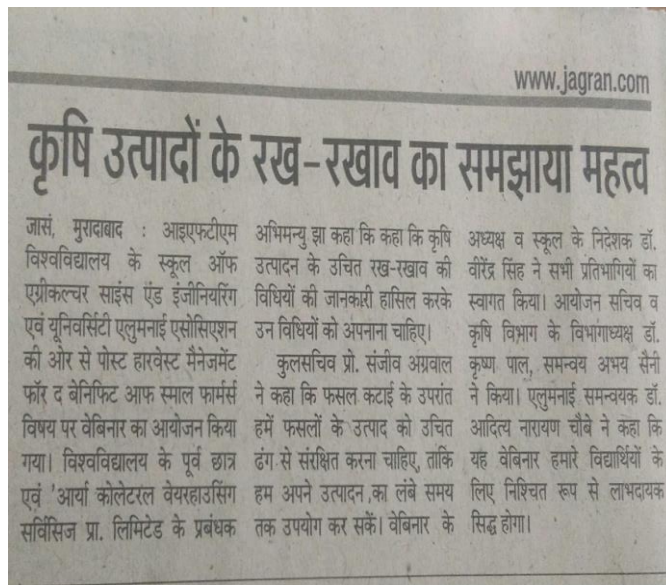 www.jagran.com
कृषि उत्पादों के रख-रखाव का समझाया महत्व
जासं, मुरादाबाद : आइएफटीएम
विश्वविद्यालय के स्कूल ऑफ
एग्रीकल्चर साइंस एंड इंजीनियरिंग
एवं यूनिवर्सिटी एलुमनाई एसोसिएशन
की ओर से पोस्ट हारवेस्ट मैनेजमेंट
फॉर द बेनिफिट आफ स्माल फार्मर्स
विषय पर वेबिनार का आयोजन किया
गया। विश्वविद्यालय के पूर्व छात्र
एवं 'आर्या कोलेटरल वेयरहाउसिंग
सर्विसिज प्रा. लिमिटेड के प्रबंधक
अभिमन्यु झा कहा कि कहा कि कृषि
उत्पादन के उचित रख-रखाव की
विधियों की जानकारी हासिल करके
उन विधियों को अपनाना चाहिए।
कुलसचिव प्रो. संजीव अग्रवाल
ने कहा कि फसल कटाई के उपरांत
हमें फसलों के उत्पाद को उचित
ढंग से संरक्षित करना चाहिए, ताकि
हम अपने उत्पादन का लंबे समय
तक उपयोग कर सकें। वेबिनार के
अध्यक्ष व स्कूल के निदेशक डॉ.
वीरेंद्र सिंह ने सभी प्रतिभागियों का
स्वागत किया। आयोजन सचिव व
कृषि विभाग के विभागाध्यक्ष डॉ.
कृष्ण पाल, समन्वय अभय सैनी
ने किया। एलुमनाई समन्वयक डॉ.
आदित्य नारायण चौबे ने कहा कि
यह वेबिनार हमारे विद्यार्थियों के
लिए निश्चित रूप से लाभदायक
सिद्ध होगा।